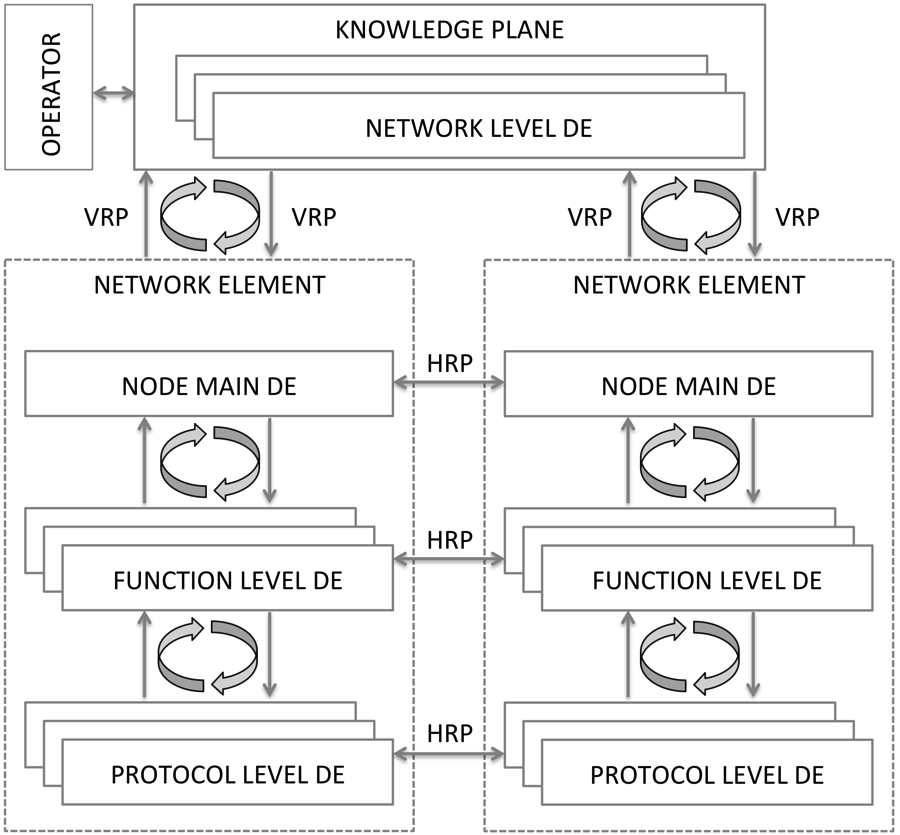 OPERATOR
KNOWLEDGE PLANE
NETWORK LEVEL DE
VRP
VRP
VRP
VRP
NETWORK ELEMENT
NETWORK ELEMENT
NODE MAIN DE
HRP
NODE MAIN DE
FUNCTION LEVEL DE
HRP
FUNCTION LEVEL DE
PROTOCOL LEVEL DE
HRP
PROTOCOL LEVEL DE